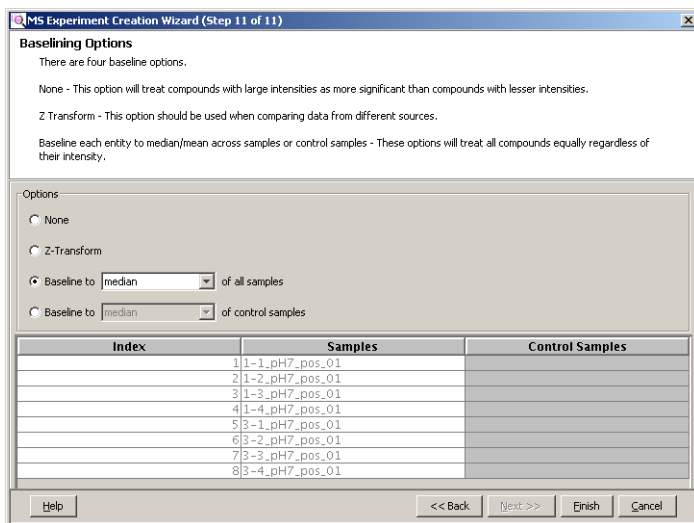 MS Experiment Creation Wizard (Step 11 of 11)
Baselining Options
There are four baseline options.
None - This option will treat compounds with large intensities as more significant than compounds with lesser intensities.
Z Transform - This option should be used when comparing data from different sources.
Baseline each entity to median/mean across samples or control samples - These options will treat all compounds equally regardless of
their intensity.
Options
None
Z-Transform
Baseline to median of all samples
Baseline to median of control samples
Index Samples Control Samples
1 1-1_pH7_pos_01
2 1-2_pH7_pos_01
3 1-3_pH7_pos_01
4 1-4_pH7_pos_01
5 3-1_pH7_pos_01
6 3-2_pH7_pos_01
7 3-3_pH7_pos_01
8 3-4_pH7_pos_01
Help << Back Next >> Finish Cancel